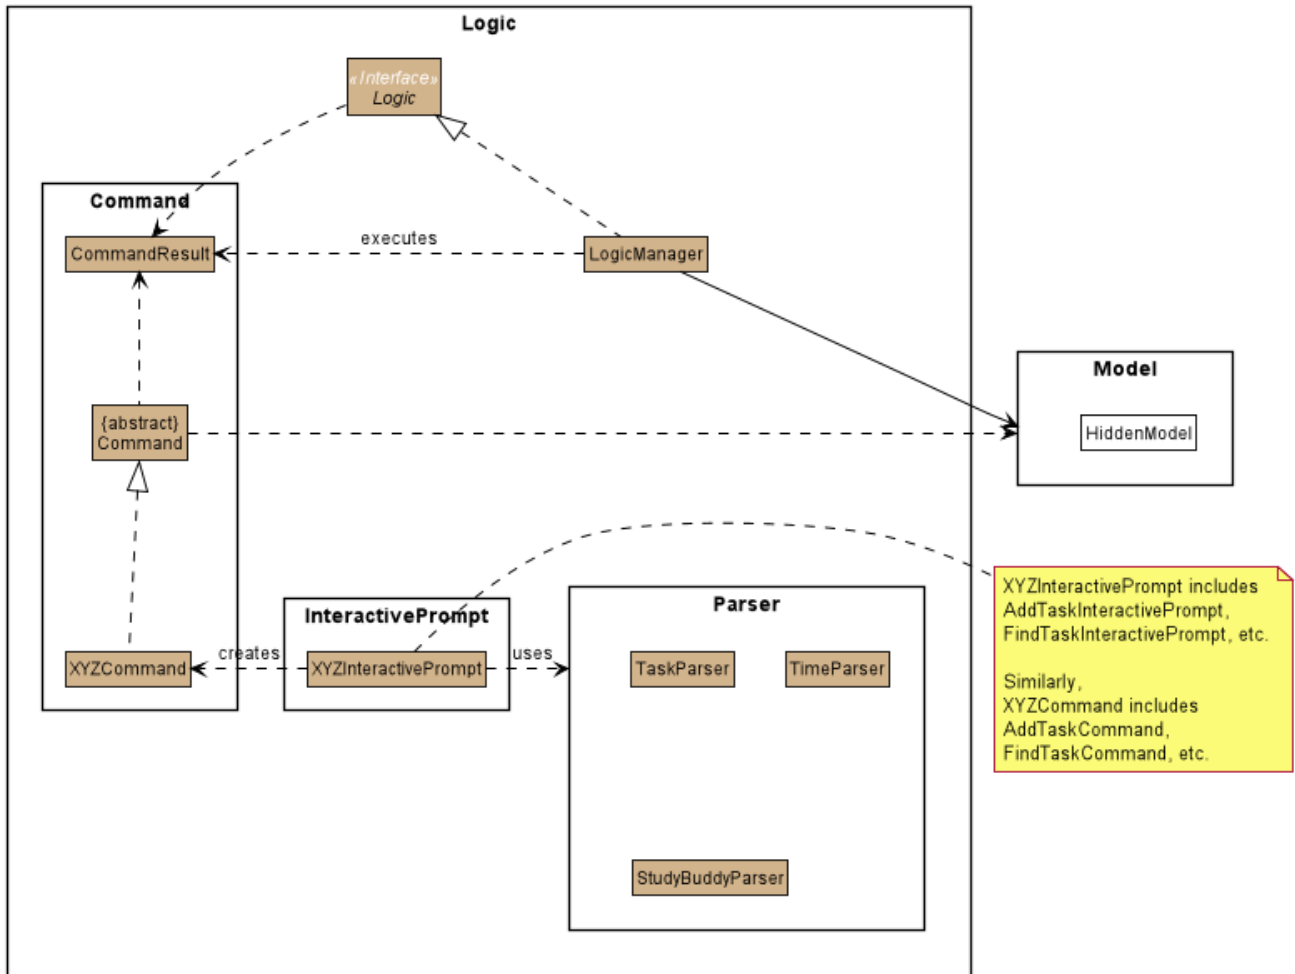 Logic
«Interface»
Logic
Command
CommandResult
executes
LogicManager
Model
{abstract}
Command
HiddenModel
InteractivePrompt
Parser
XYZCommand
creates
XYZInteractivePrompt
uses
TaskParser
TimeParser
StudyBuddyParser
XYZInteractivePrompt includes
AddTaskInteractivePrompt,
FindTaskInteractivePrompt, etc.
Similarly,
XYZCommand includes
AddTaskCommand,
FindTaskCommand, etc.